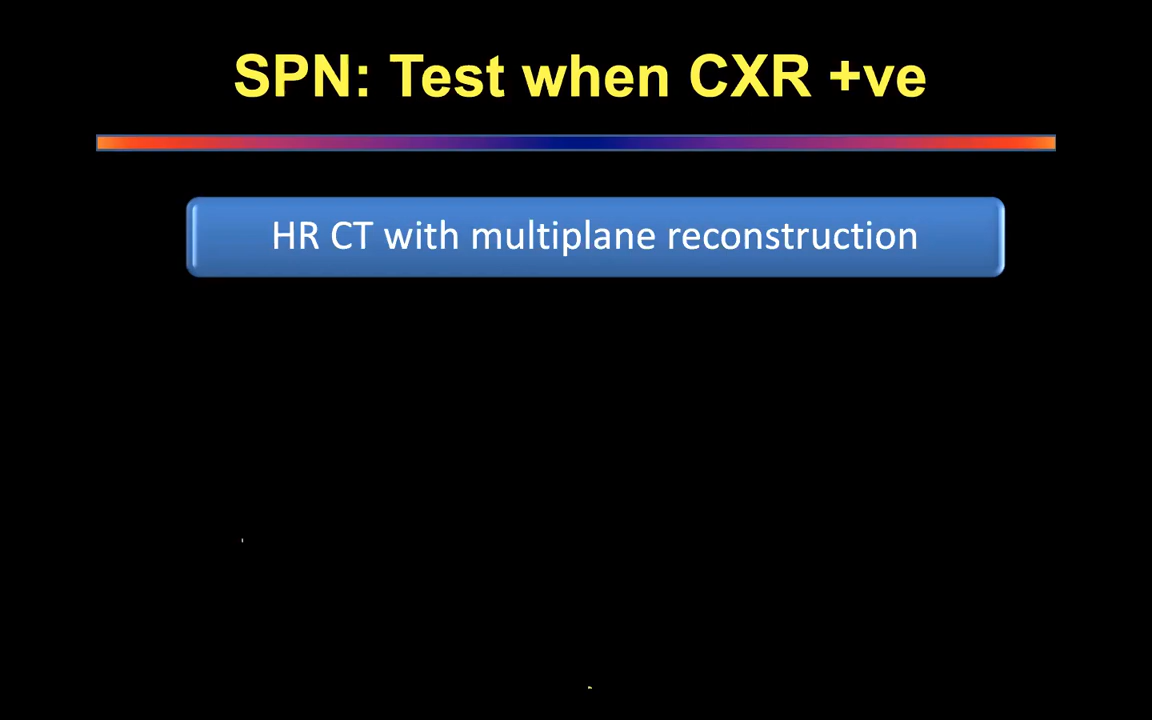 SPN: Test when CXR +ve
HR CT with multiplane reconstruction